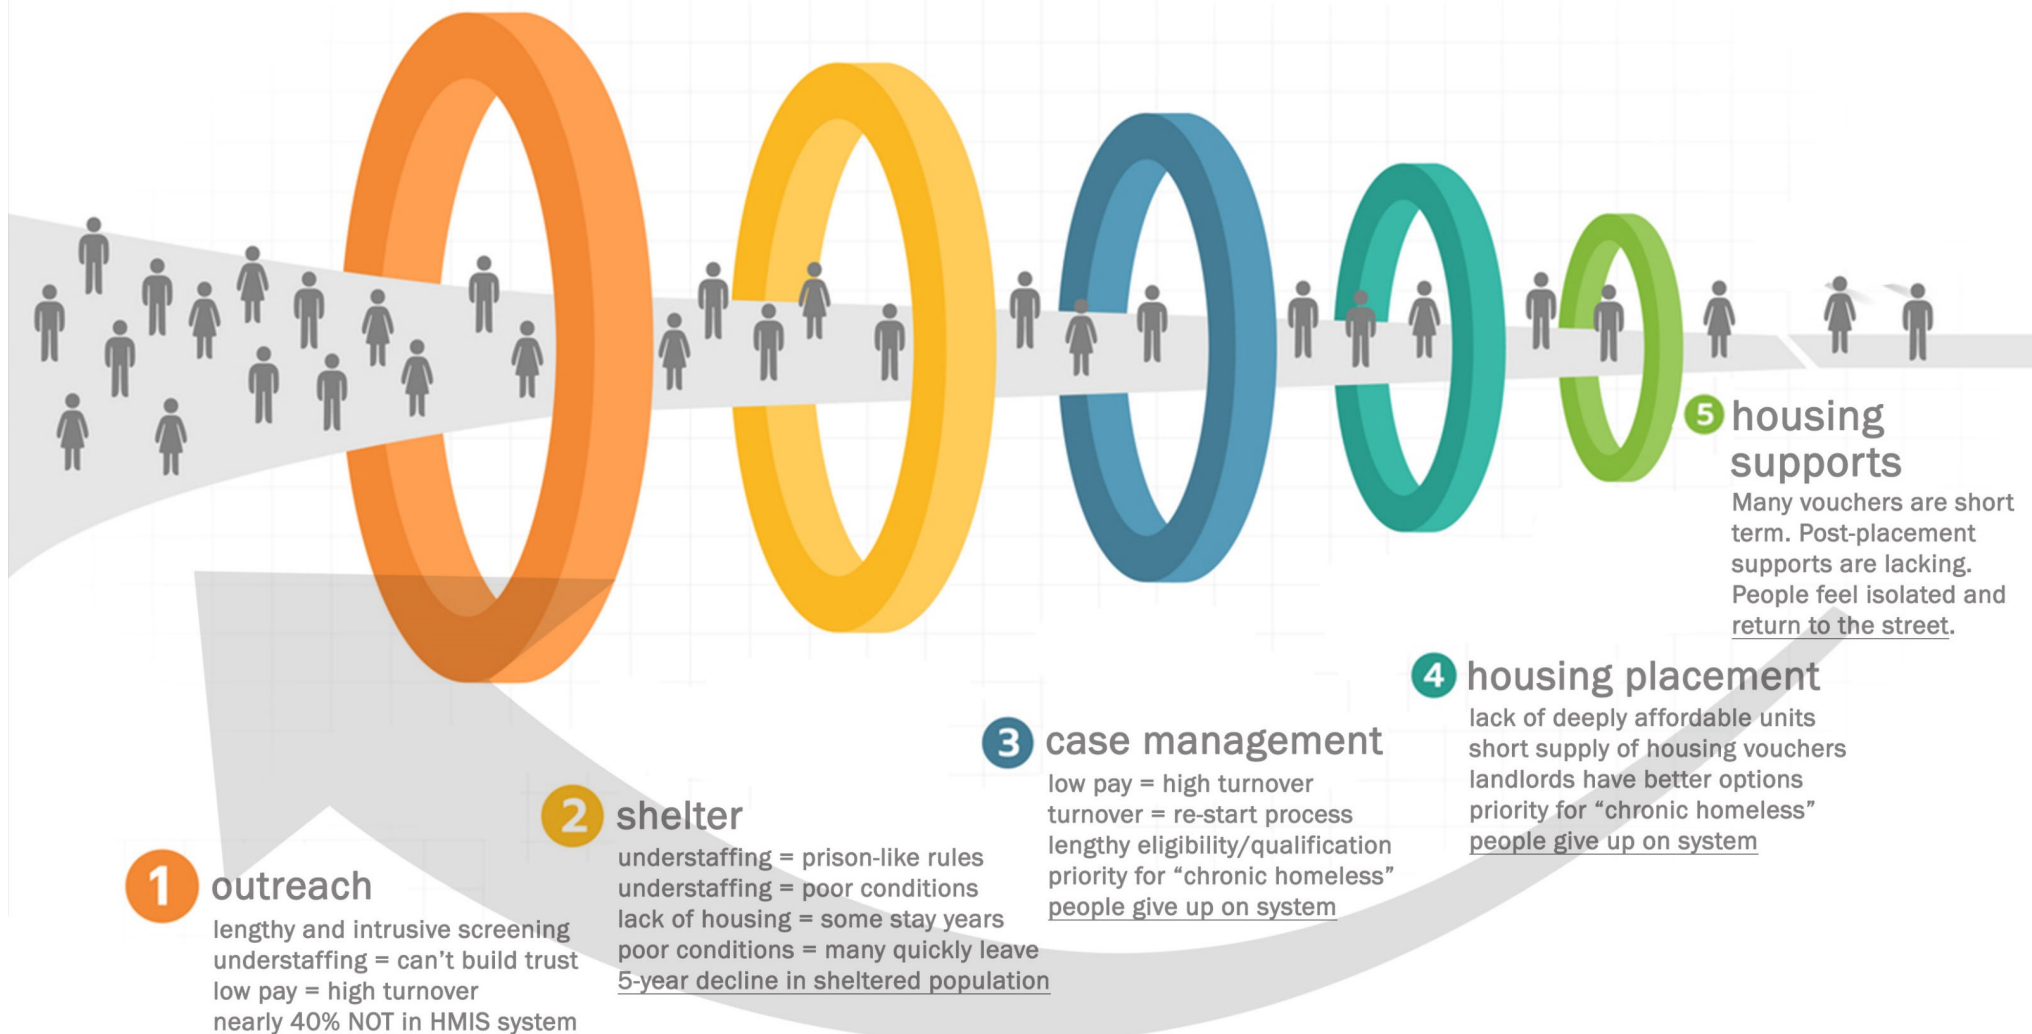 1 outreach
lengthy and intrusive screening
understaffing = can't build trust
low pay = high turnover
nearly 40% NOT in HMIS system
2 shelter
understaffing = prison-like rules
understaffing = poor conditions
lack of housing = some stay years
poor conditions = many quickly leave
5-year decline in sheltered population
3 case management
low pay = high turnover
turnover = re-start process
lengthy eligibility/qualification
priority for “chronic homeless”
people give up on system
4 housing placement
lack of deeply affordable units
short supply of housing vouchers
landlords have better options
priority for “chronic homeless”
people give up on system
5 housing
supports
Many vouchers are short
term. Post-placement
supports are lacking.
People feel isolated and
return to the street.